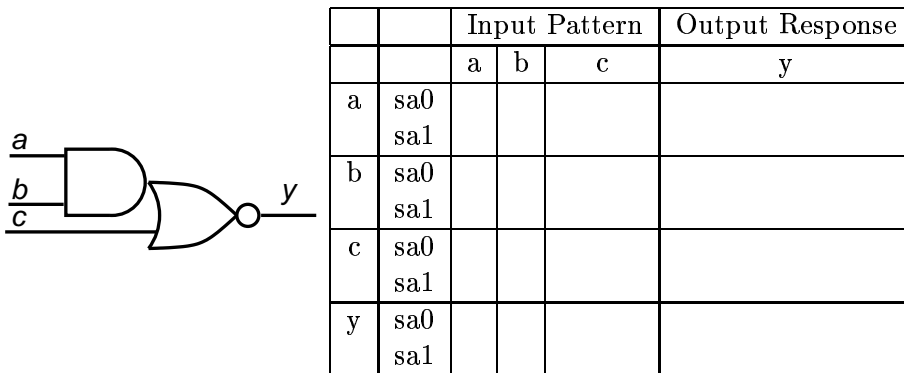 a
b
c
y
Input Pattern Output Response
a b c y
a sa0
sa1
b sa0
sa1
c sa0
sa1
y sa0
sa1